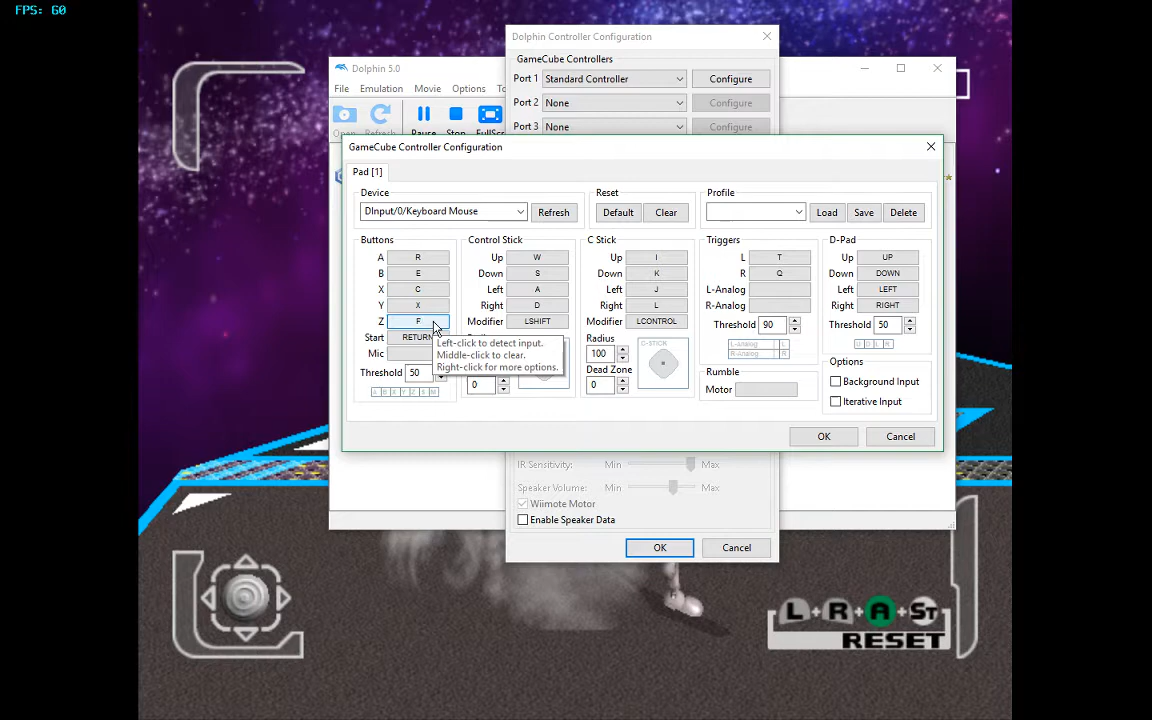 FPS: 60
Dolphin Controller Configuration
GameCube Controllers
Port 1 Standard Controller Configure
Port 2 None Configure
Port 3 None Configure
Dolphin 5.0
File Emulation Movie Options
Open Refresh Pause Stop
GameCube Controller Configuration
Pad [1]
Device
DInput/0/Keyboard Mouse Refresh
Reset
Default Clear
Profile
Load Save Delete
Buttons
A R
B E
X C
Y X
Z F
Start RETURN
Mic
Threshold 50
A B X Y Z S M
Control Stick
Up W
Down S
Left A
Right D
Modifier LSHIFT
0
Left-click to detect input.
Middle-click to clear.
Right-click for more options.
C Stick
Up I
Down K
Left J
Right L
Modifier LCONTROL
Radius
100
Dead Zone
0
C-STICK
Triggers
L T
R Q
L-Analog
R-Analog
Threshold 90
L-Analog L
R-Analog R
Rumble
Motor
D-Pad
Up UP
Down DOWN
Left LEFT
Right RIGHT
Threshold 50
U D L R
Options
Background Input
Iterative Input
OK Cancel
IR Sensitivity: Min Max
Speaker Volume: Min Max
Wiimote Motor
Enable Speaker Data
OK Cancel
L+R+A+St
RESET